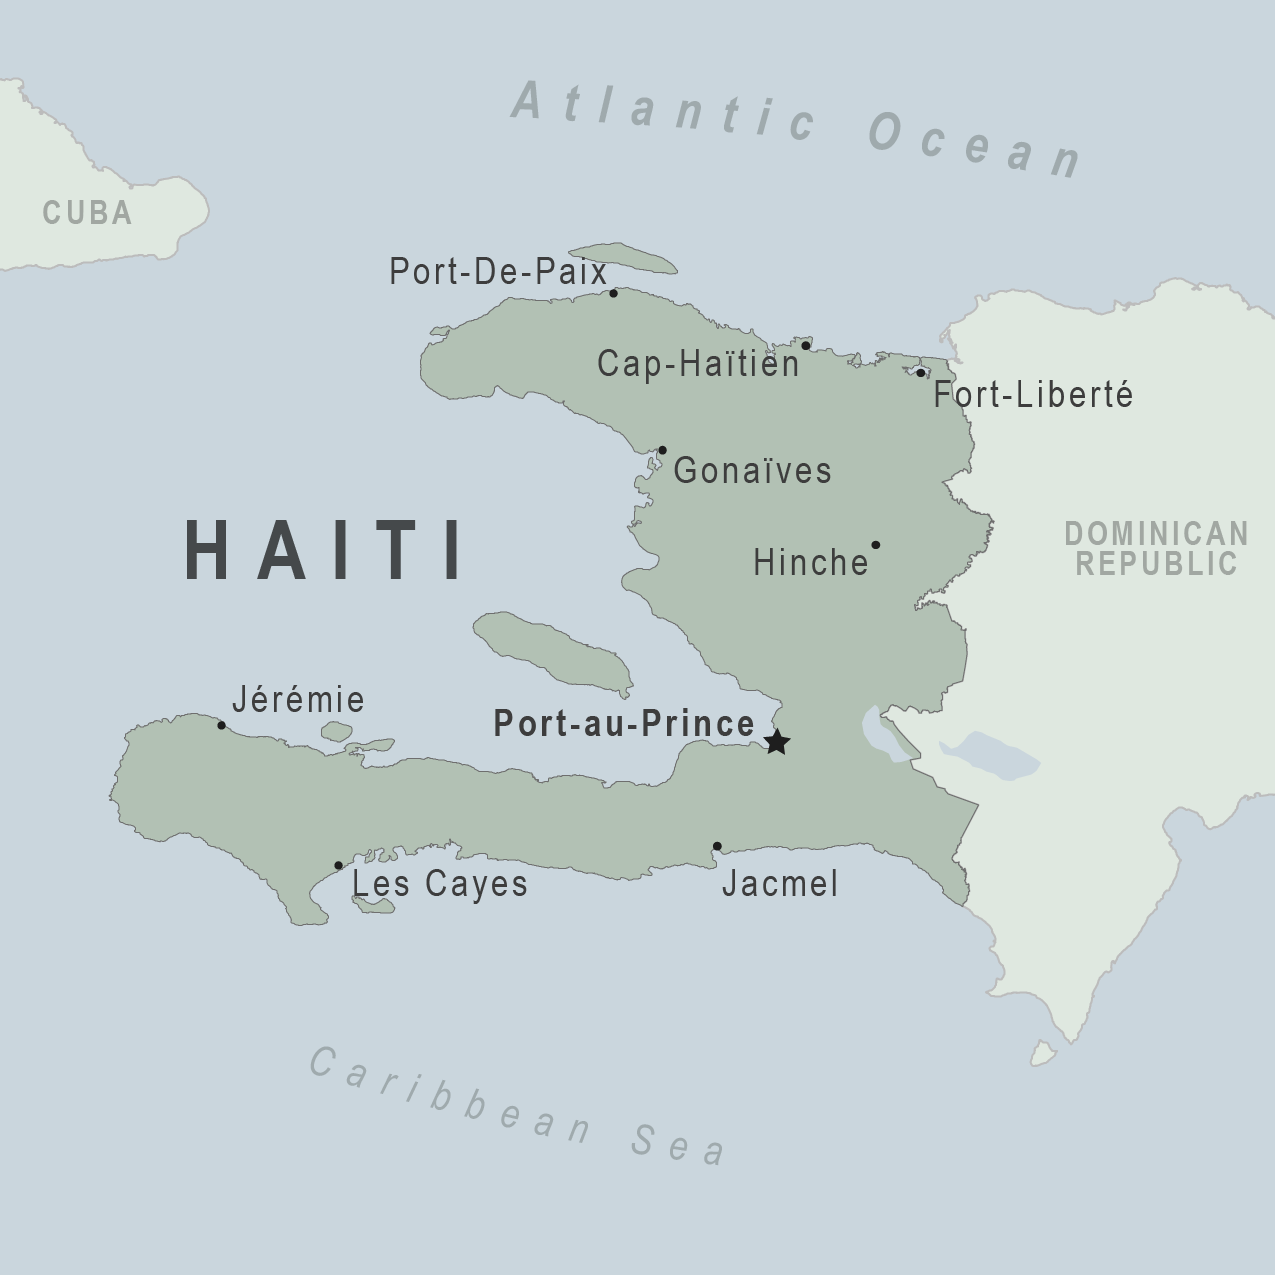 Atlantic Ocean
CUBA
Port-De-Paix
Cap-Haïtien
Fort-Liberté
Gonaïves
HAITI
DOMINICAN
REPUBLIC
Hinche
Jérémie
Port-au-Prince
Les Cayes
Jacmel
Caribbean Sea